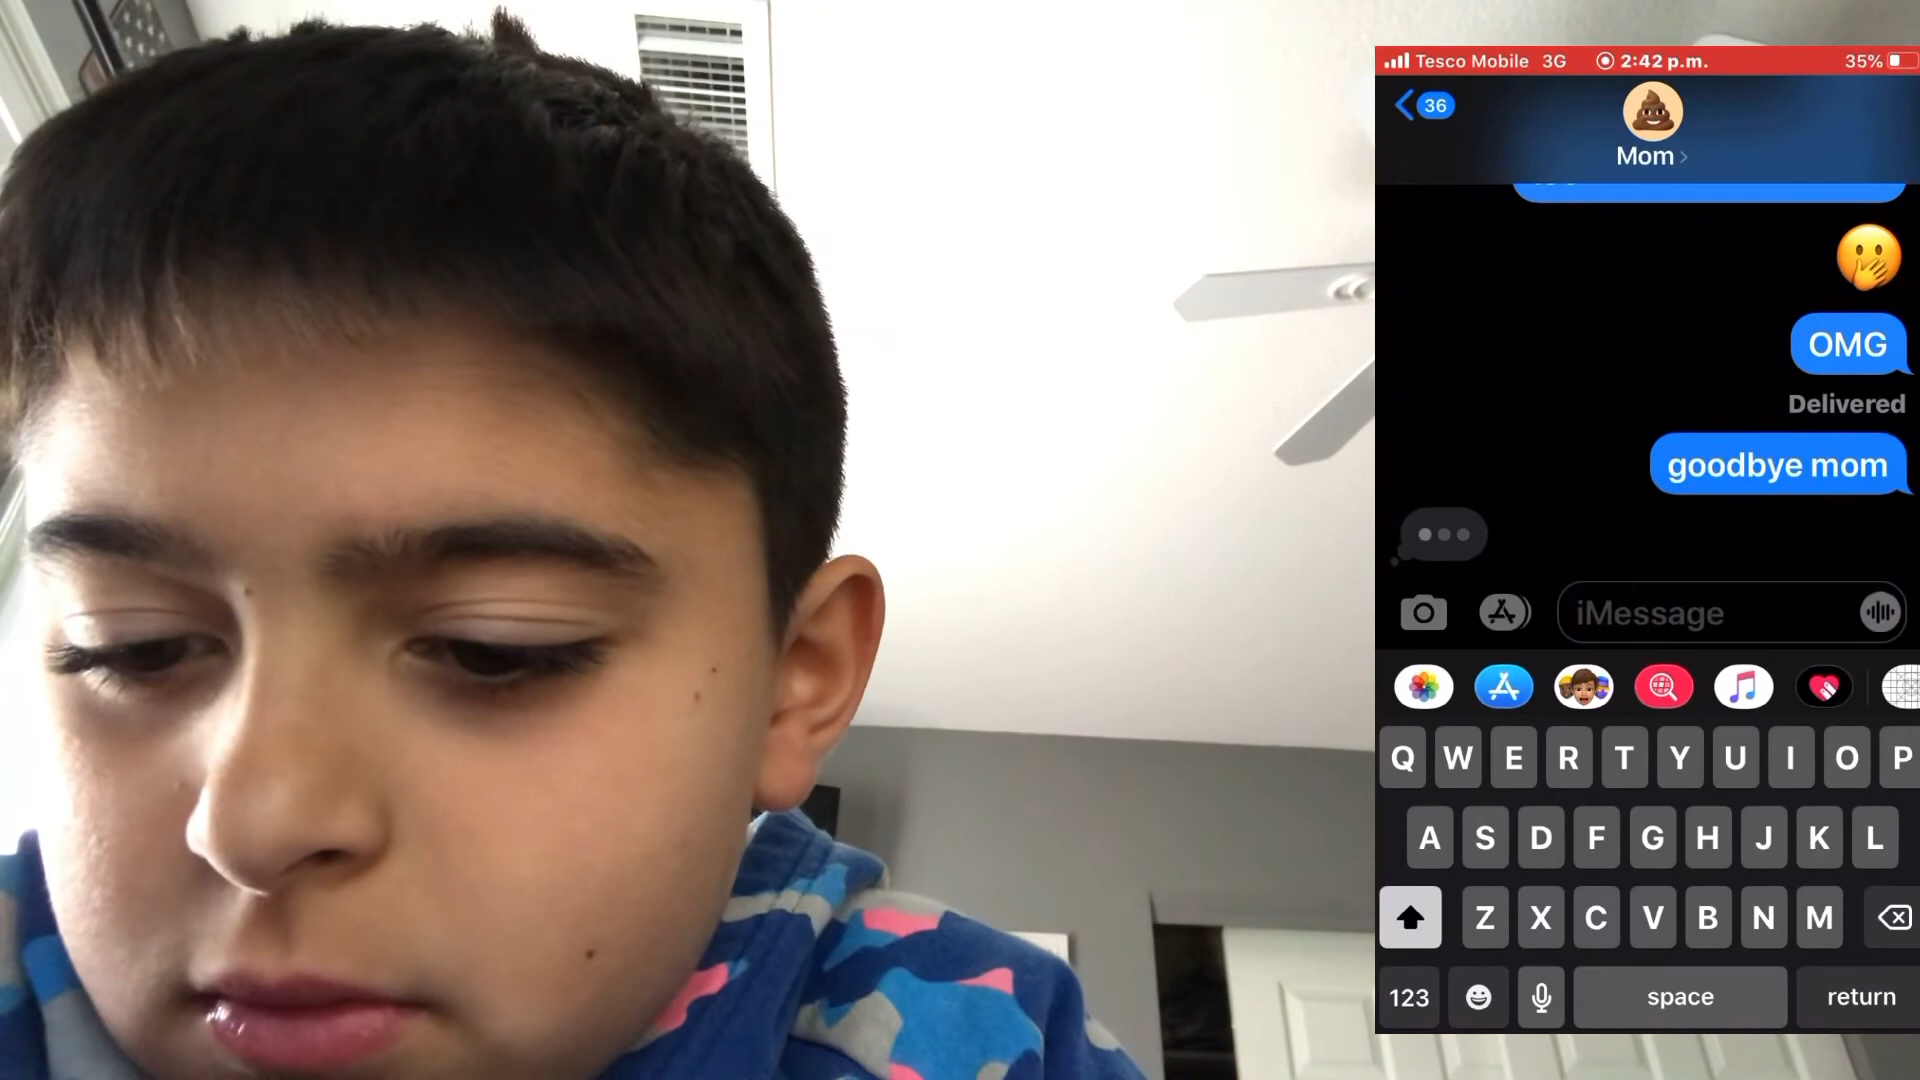 Tesco Mobile 3G 2:42 p.m. 35%
36
Mom
OMG
Delivered
goodbye mom
iMessage
Q W E R T Y U I O P
A S D F G H J K L
Z X C V B N M
123 space return